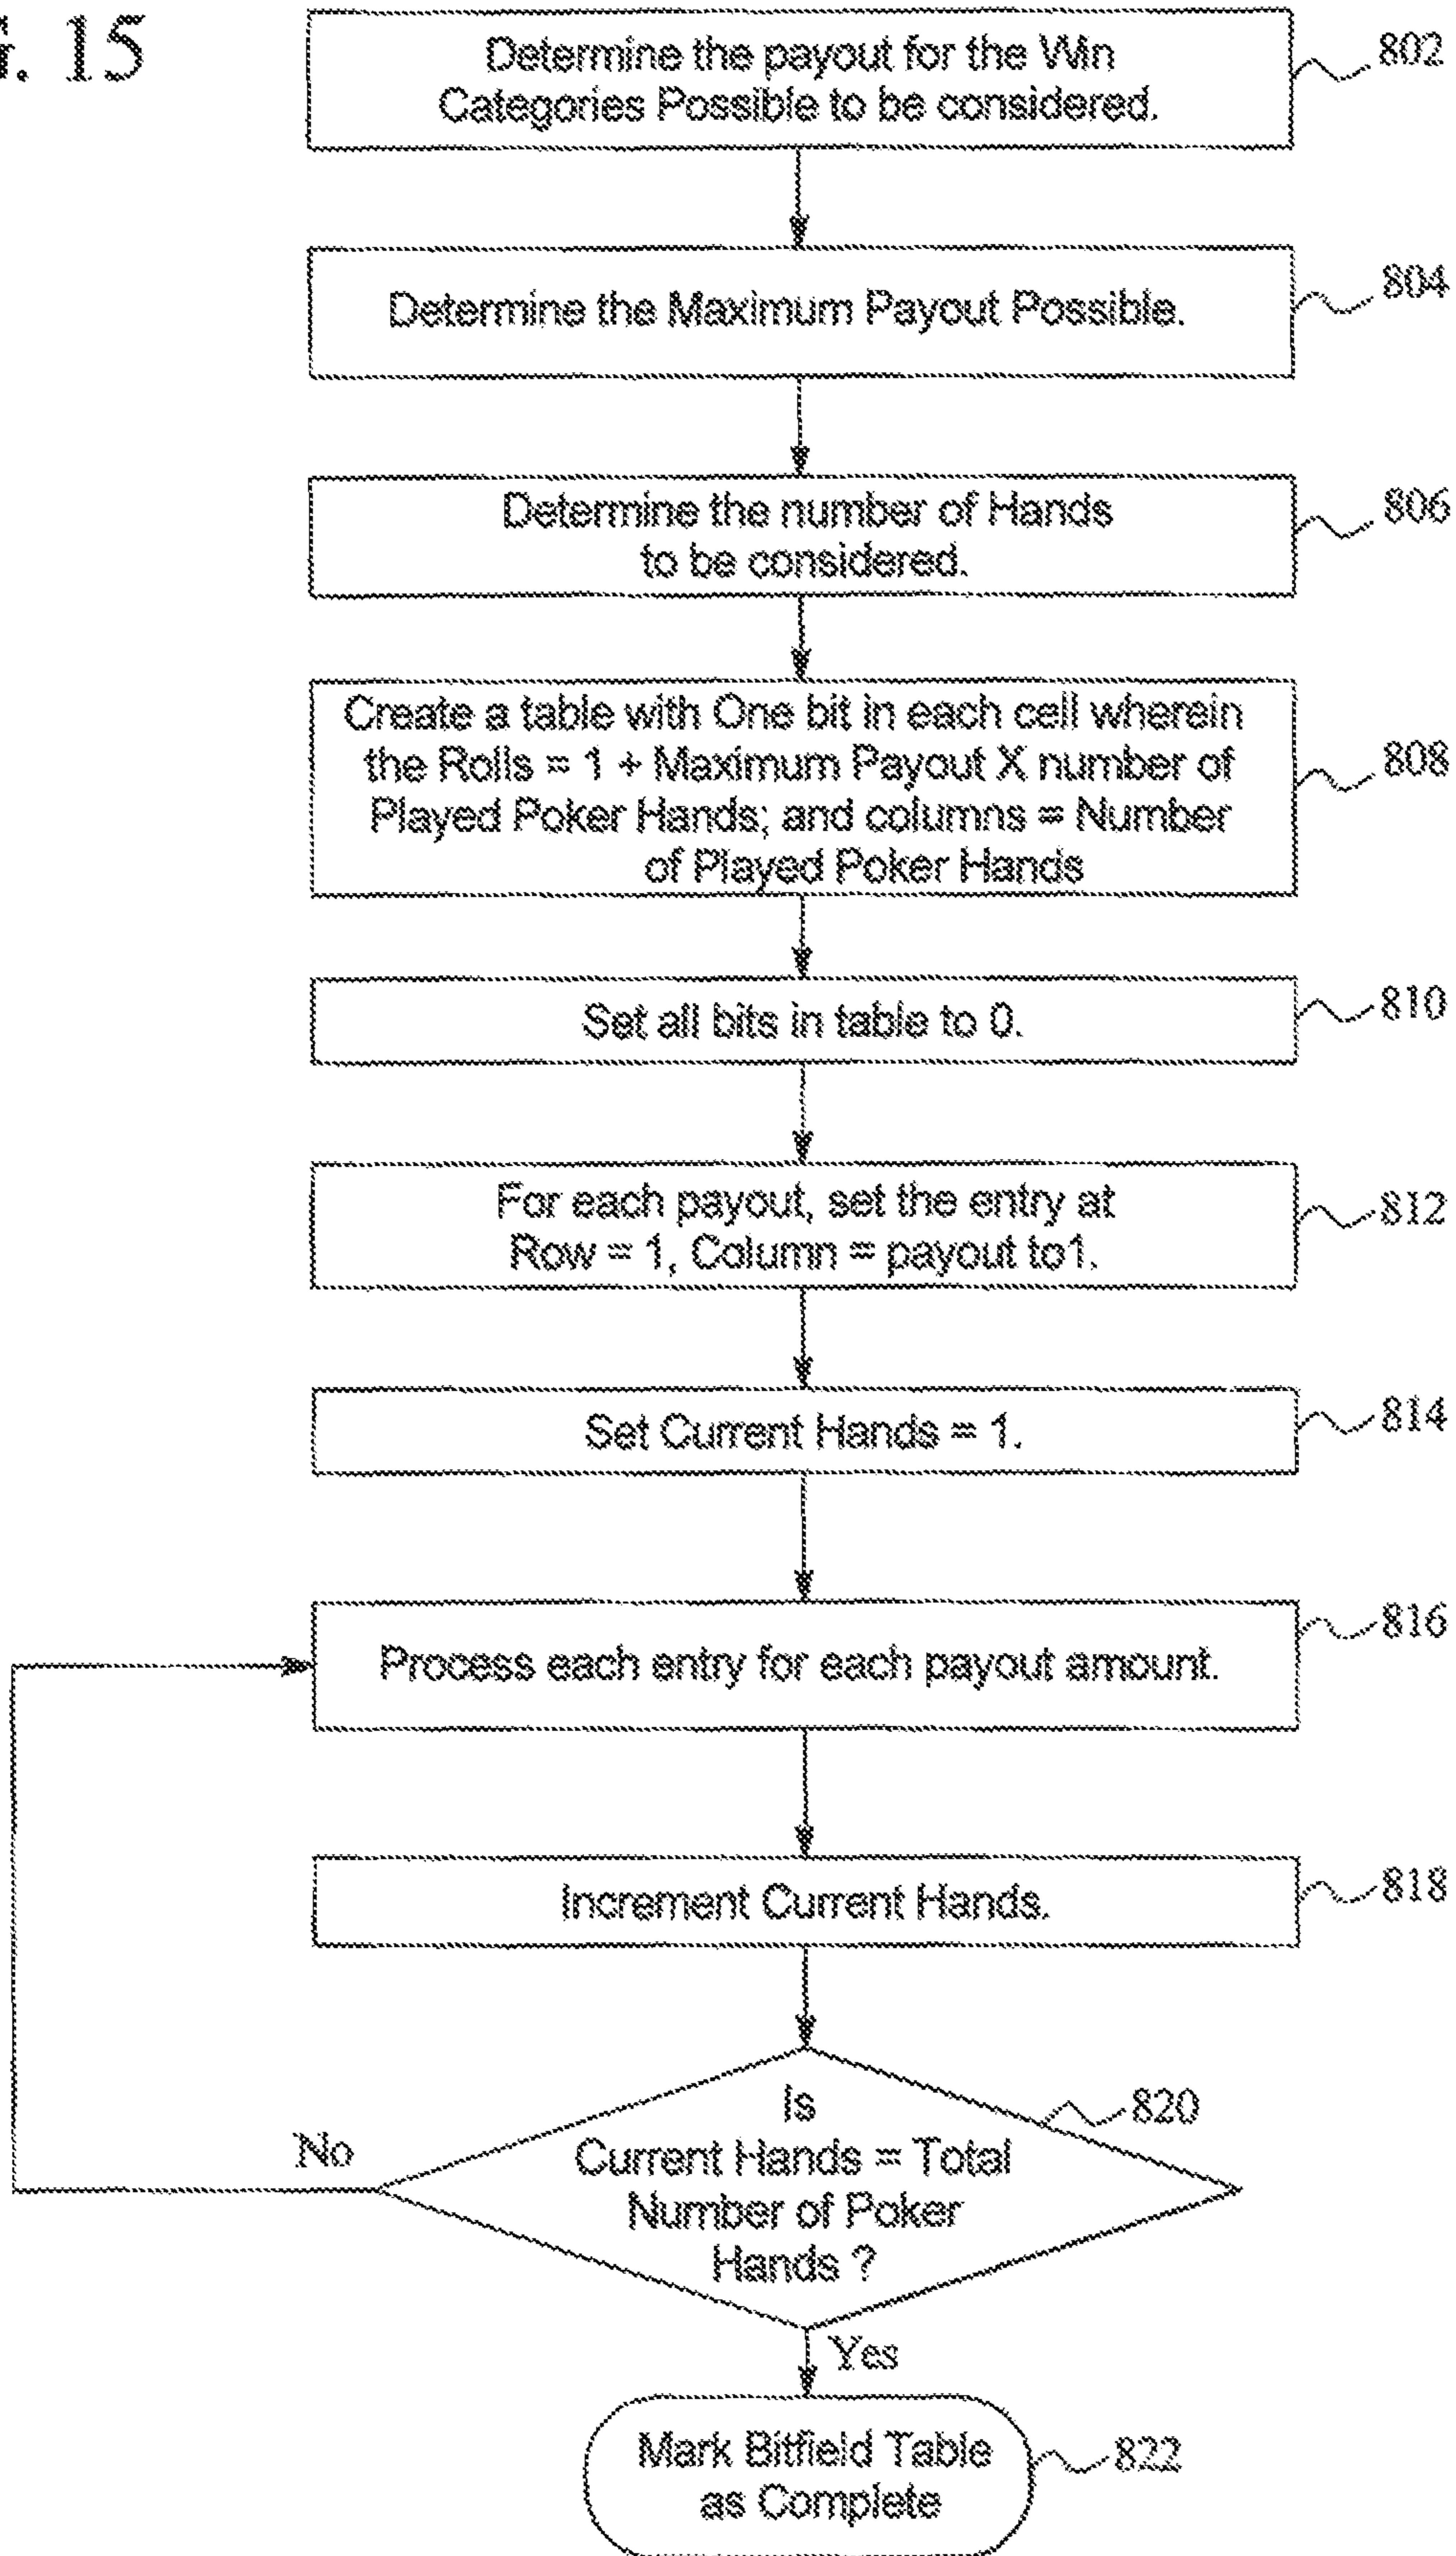 . 15
Determine the payout for the Win
Categories Possible to be considered.
802
Determine the Maximum Payout Possible.
804
Determine the number of Hands
to be considered.
806
Create a table with One bit in each cell wherein
the Rolls = 1 + Maximum Payout X number of
Played Poker Hands; and columns = Number
of Played Poker Hands
808
Set all bits in table to 0.
810
For each payout, set the entry at
Row = 1, Column = payout to1.
812
Set Current Hands = 1.
814
Process each entry for each payout amount.
816
Increment Current Hands.
818
Is
Current Hands = Total
Number of Poker
Hands ?
820
No
Yes
Mark Bitfield Table
as Complete
822